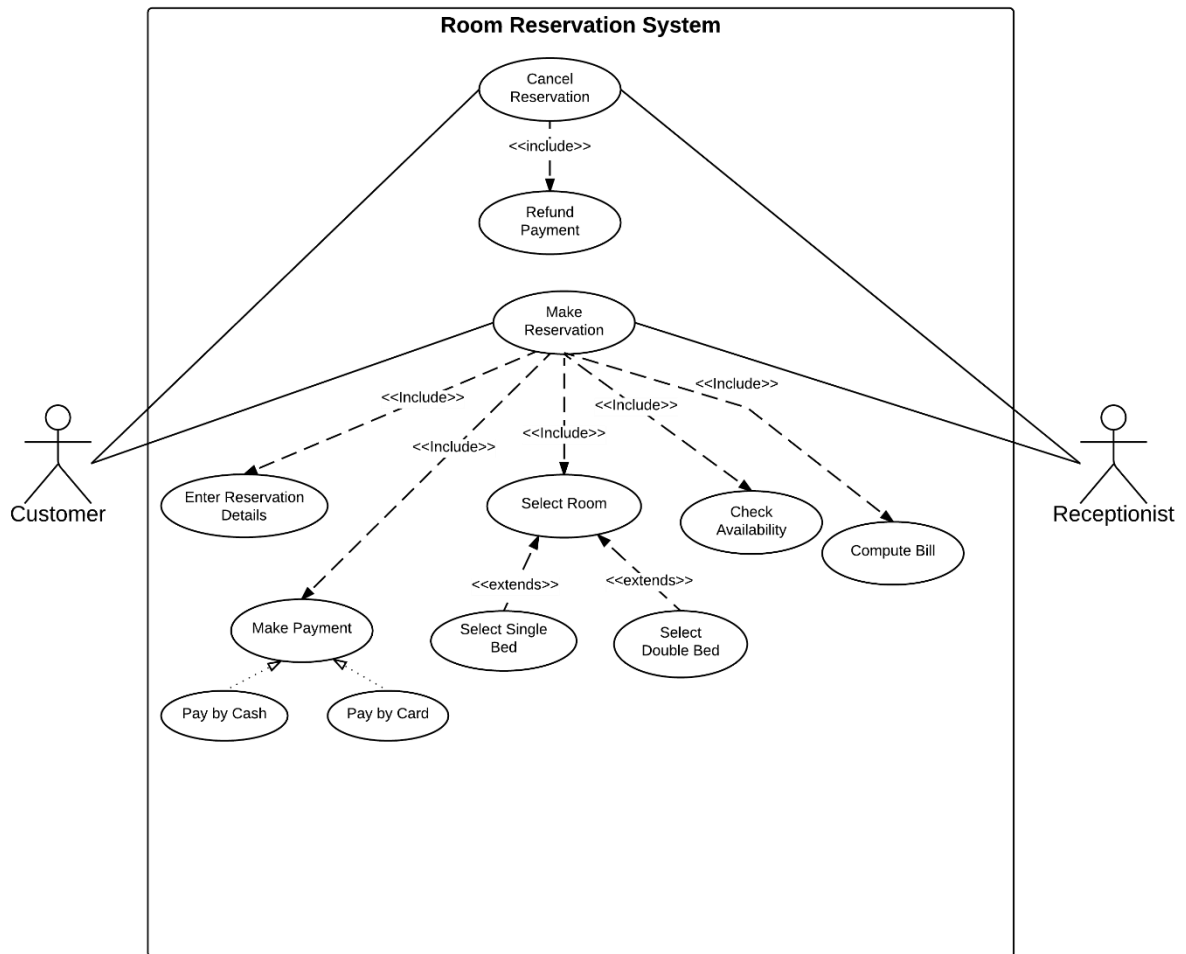 Room Reservation System
Cancel
Reservation
<<include>>
Refund
Payment
Make
Reservation
<<Include>>
<<Include>>
<<Include>>
<<Include>>
<<Include>>
Customer
Receptionist
Enter Reservation
Details
Select Room
Check
Availability
Compute Bill
<<extends>>
<<extends>>
Make Payment
Select Single
Bed
Select
Double Bed
Pay by Cash
Pay by Card